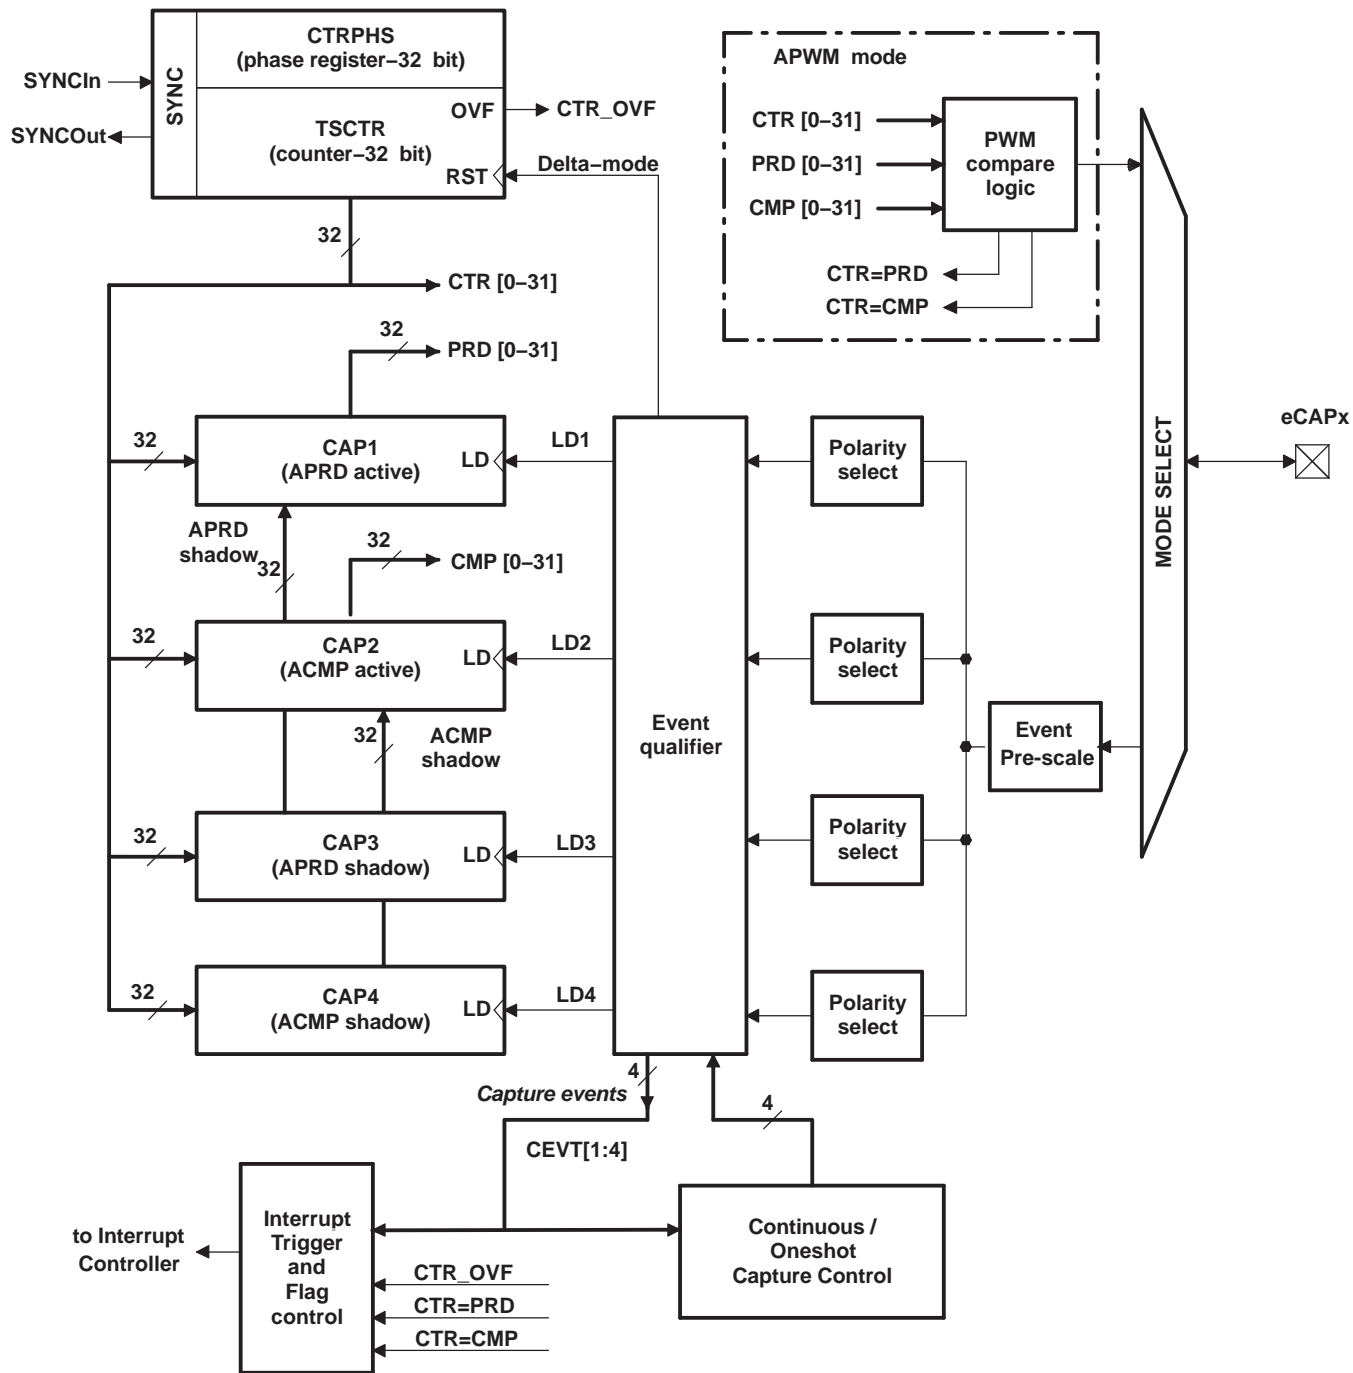 CTRPHS
(phase register−32 bit)
APWM mode
SYNCIn
SYNC
OVF
CTR_OVF
SYNCOut
TSCTR
(counter−32 bit)
RST
Delta−mode
CTR [0−31]
PRD [0−31]
CMP [0−31]
PWM
compare
logic
CTR=PRD
CTR=CMP
32
CTR [0−31]
32
PRD [0−31]
32
CAP1
(APRD active)
LD
LD1
Polarity
select
eCAPx
MODE SELECT
APRD
shadow
32
32
CMP [0−31]
32
CAP2
(ACMP active)
LD
LD2
Polarity
select
32
ACMP
shadow
Event
qualifier
Event
Pre-scale
32
CAP3
(APRD shadow)
LD
LD3
Polarity
select
32
CAP4
(ACMP shadow)
LD
LD4
Polarity
select
4
Capture events
4
CEVT[1:4]
to Interrupt
Controller
Interrupt
Trigger
and
Flag
control
CTR_OVF
CTR=PRD
CTR=CMP
Continuous /
Oneshot
Capture Control